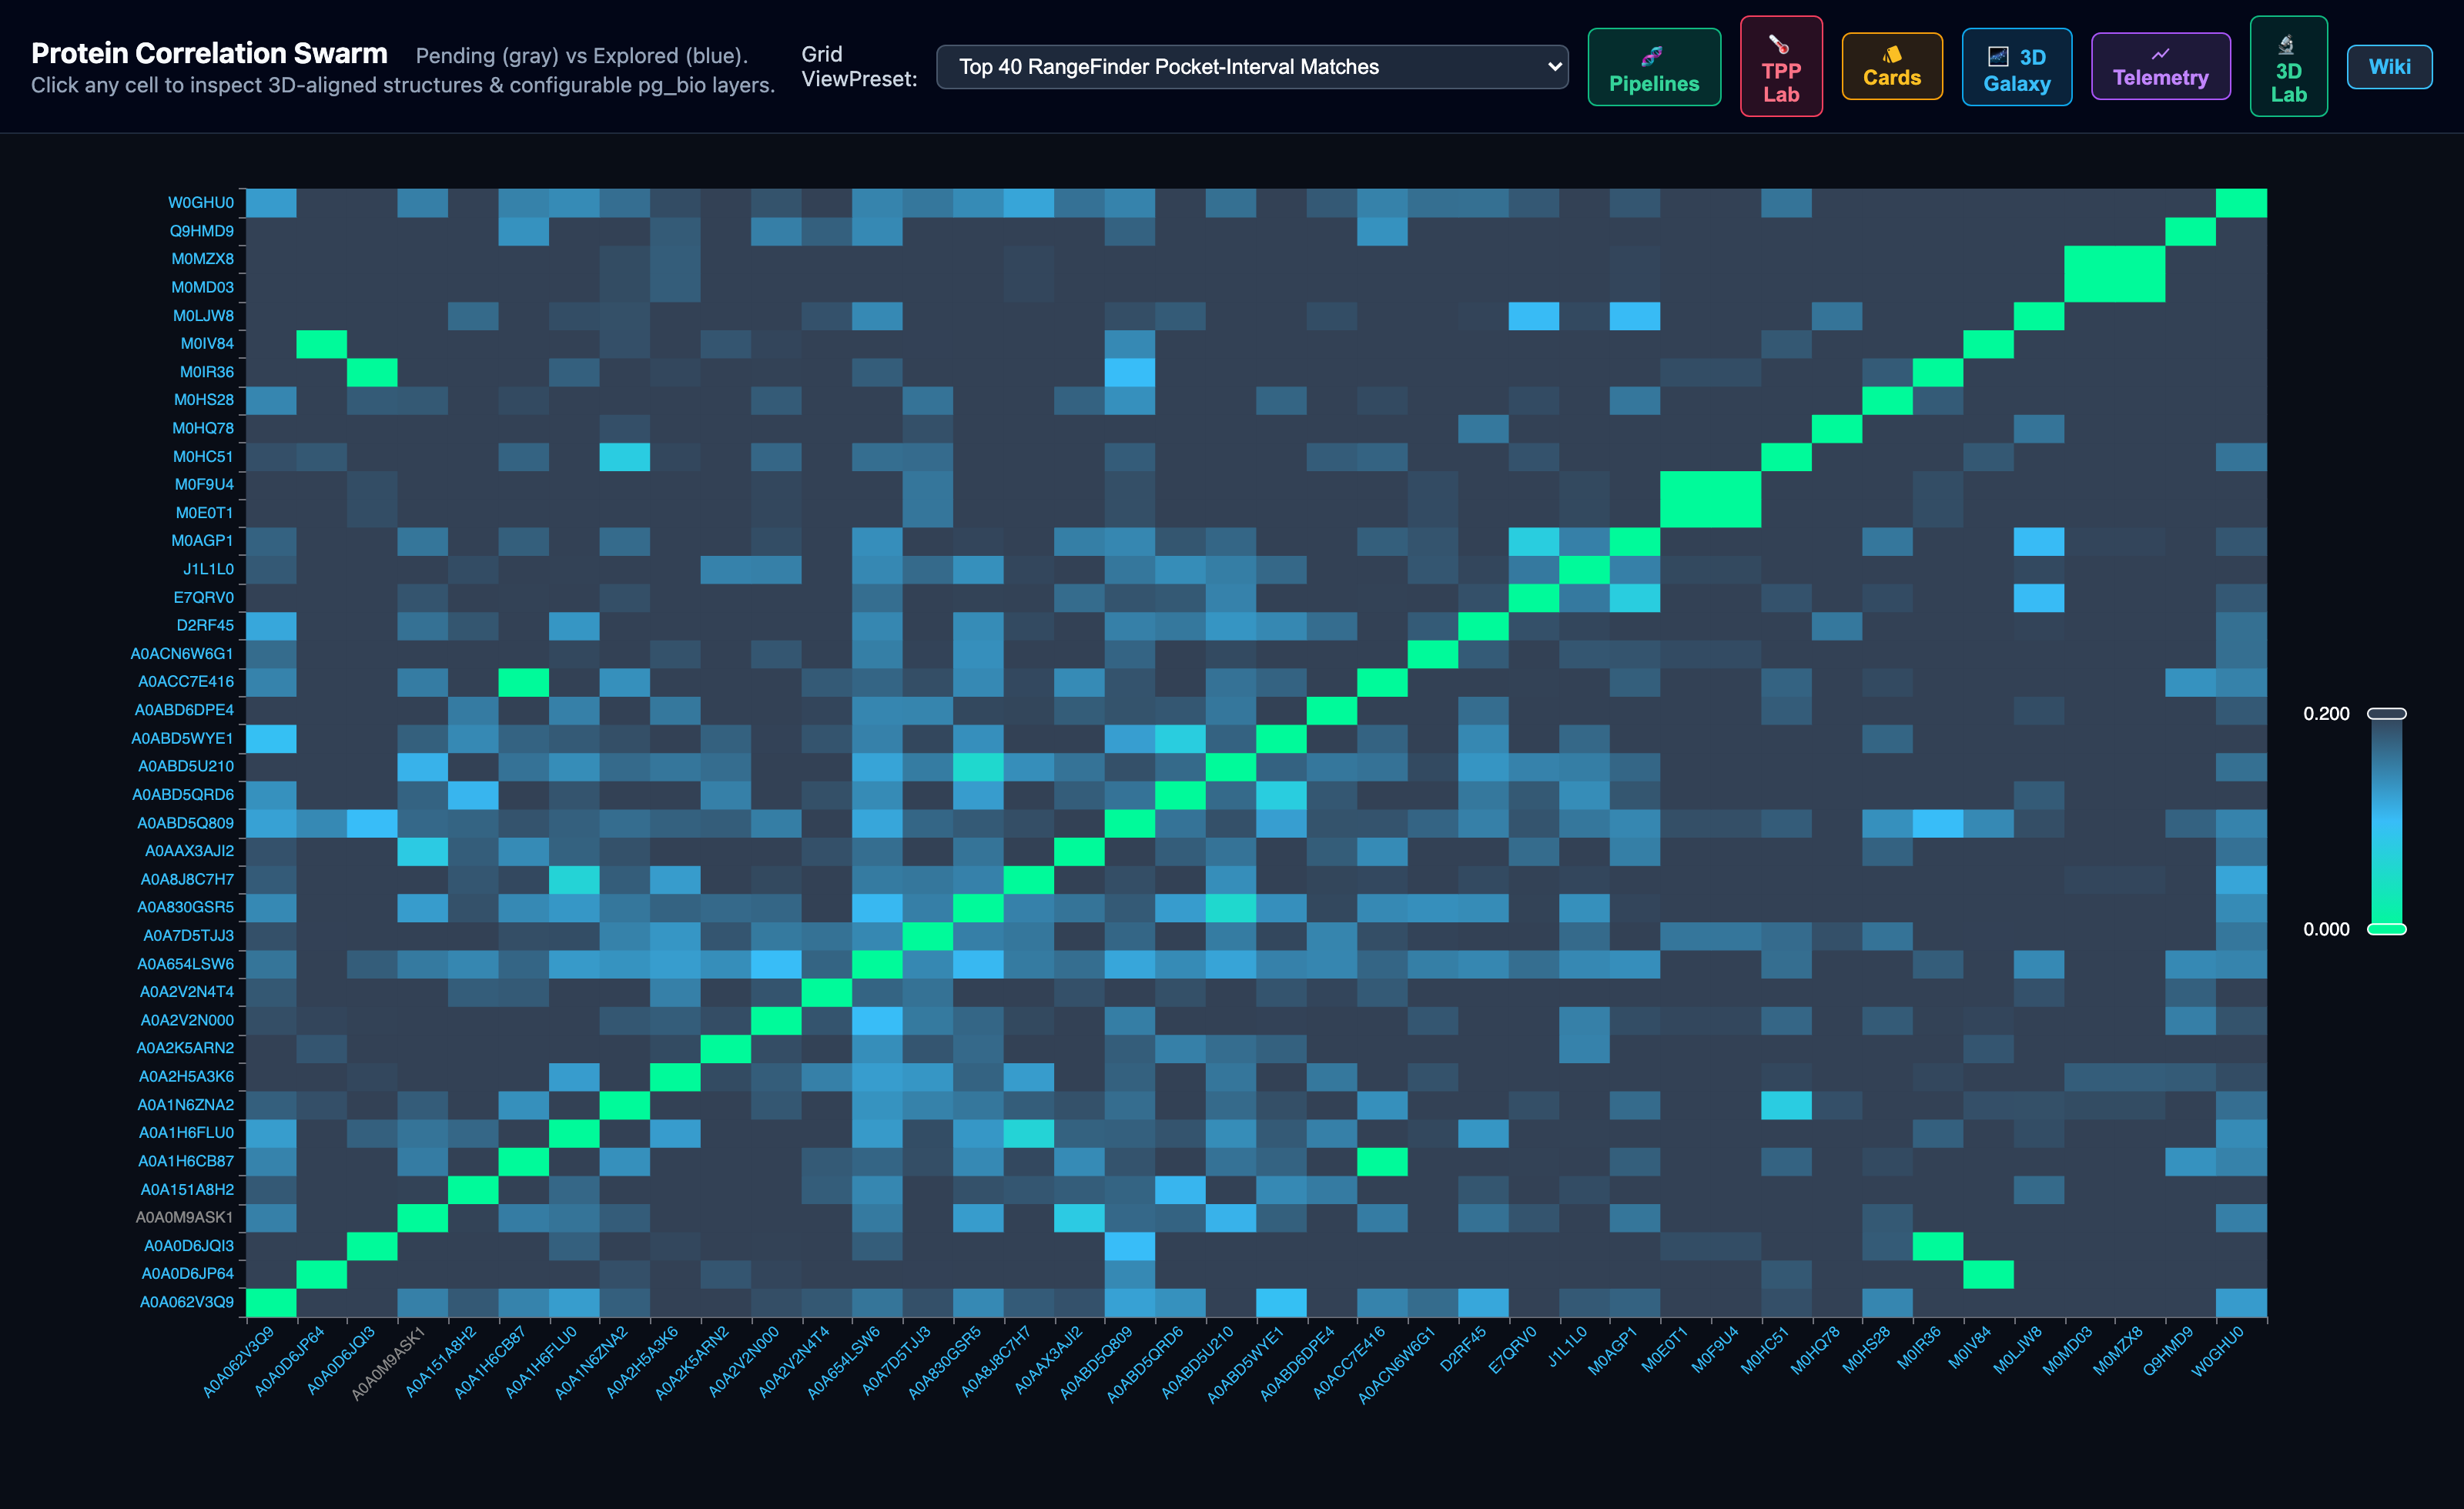 Protein Correlation Swarm Pending (gray) vs Explored (blue).
Click any cell to inspect 3D-aligned structures & configurable pg_bio layers.
Grid
ViewPreset:
Top 40 RangeFinder Pocket-Interval Matches
Pipelines
TPP
Lab
Cards
3D
Galaxy
Telemetry
3D
Lab
Wiki
W0GHU0
Q9HMD9
M0MZX8
M0MD03
M0LJW8
M0IV84
M0IR36
M0HS28
M0HQ78
M0HC51
M0F9U4
M0E0T1
M0AGP1
J1L1L0
E7QRV0
D2RF45
A0ACN6W6G1
A0ACC7E416
A0ABD6DPE4
A0ABD5WYE1
A0ABD5U210
A0ABD5QRD6
A0ABD5Q809
A0AAX3AJI2
A0A8J8C7H7
A0A830GSR5
A0A7D5TJJ3
A0A654LSW6
A0A2V2N4T4
A0A2V2N000
A0A2K5ARN2
A0A2H5A3K6
A0A1N6ZNA2
A0A1H6FLU0
A0A1H6CB87
A0A151A8H2
A0A0M9ASK1
A0A0D6JQI3
A0A0D6JP64
A0A062V3Q9
0.200
0.000
A0A062V3Q9
A0A0D6JP64
A0A0D6JQI3
A0A0M9ASK1
A0A151A8H2
A0A1H6CB87
A0A1H6FLU0
A0A1N6ZNA2
A0A2H5A3K6
A0A2K5ARN2
A0A2V2N000
A0A2V2N4T4
A0A654LSW6
A0A7D5TJJ3
A0A830GSR5
A0A8J8C7H7
A0AAX3AJI2
A0ABD5Q809
A0ABD5QRD6
A0ABD5U210
A0ABD5WYE1
A0ABD6DPE4
A0ACC7E416
A0ACN6W6G1
D2RF45
E7QRV0
J1L1L0
M0AGP1
M0E0T1
M0F9U4
M0HC51
M0HQ78
M0HS28
M0IR36
M0IV84
M0LJW8
M0MD03
M0MZX8
Q9HMD9
W0GHU0